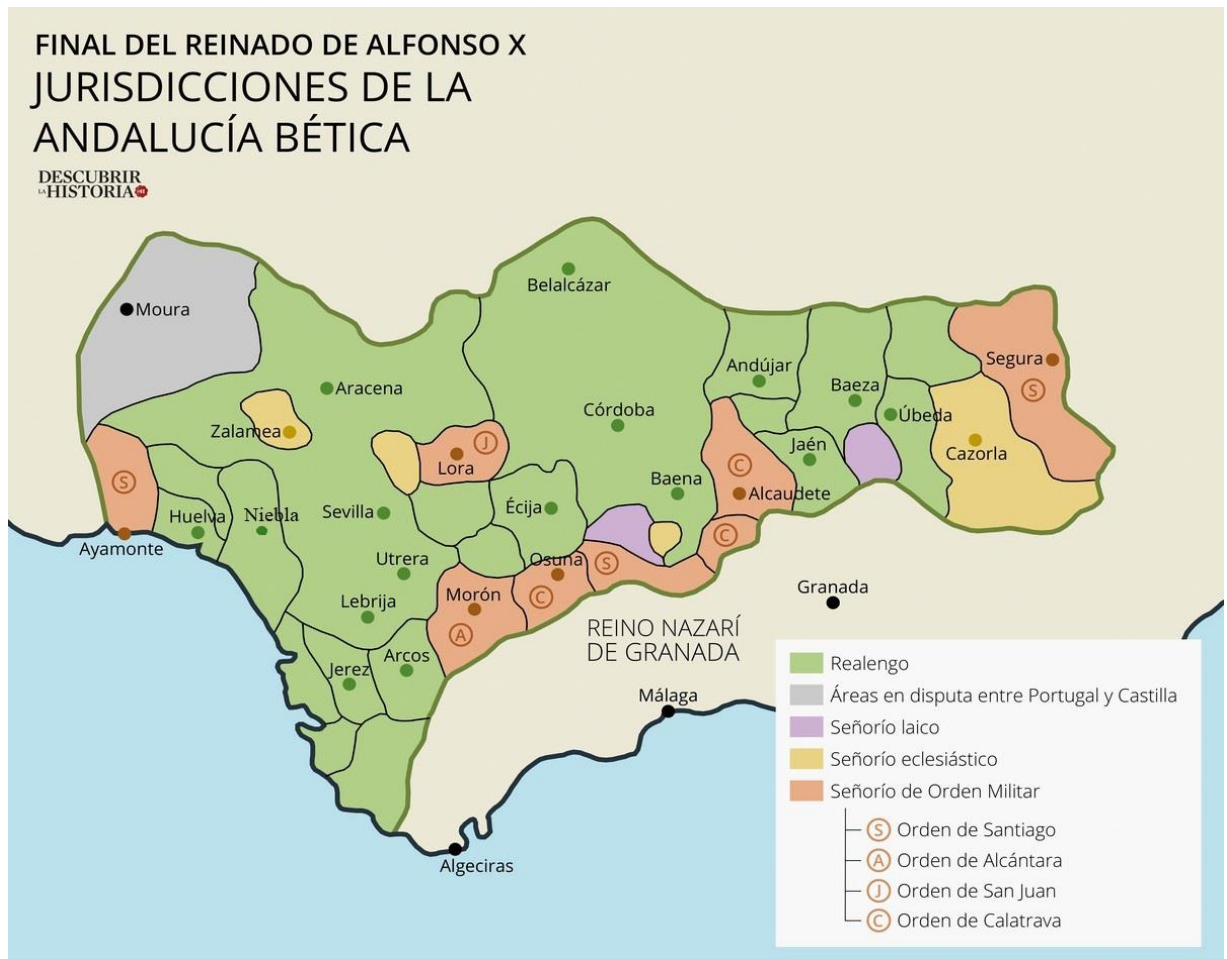 FINAL DEL REINADO DE ALFONSO X
JURISDICCIONES DE LA
ANDALUCÍA BÉTICA
DESCUBRIR
LA HISTORIA
Belalcázar
Moura
Segura
S
Andújar
Aracena
Baeza
Córdoba
Úbeda
Zalamea
J
Lora
Jaén
Cazorla
C
S
Baena
Alcaudete
Huelva
Niebla
Sevilla
Écija
C
Ayamonte
Utrera
Osuna
S
Morón
C
Granada
Lebrija
A
REINO NAZARÍ
DE GRANADA
Jerez
Arcos
Málaga
Algeciras
Realengo
Áreas en disputa entre Portugal y Castilla
Señorío laico
Señorío eclesiástico
Señorío de Orden Militar
S Orden de Santiago
A Orden de Alcántara
J Orden de San Juan
C Orden de Calatrava